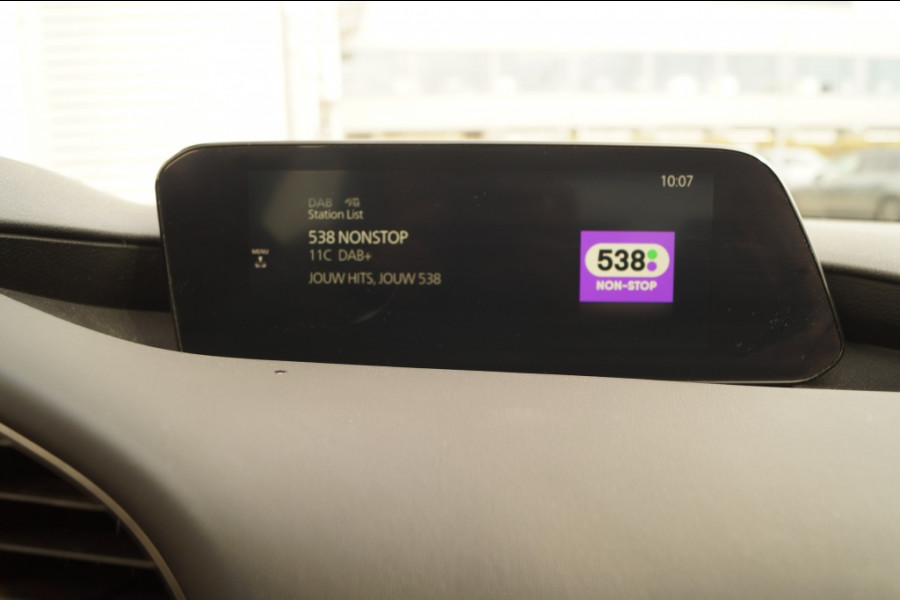 10:07
DAB
Station List
538 NONSTOP
11C DAB+
JOUW HITS, JOUW 538
MENU
538
NON-STOP